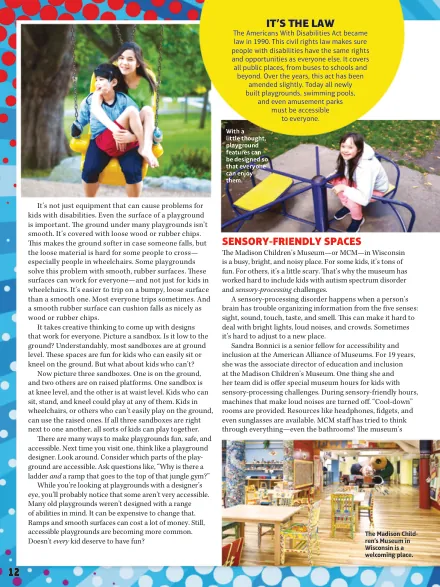 IT'S THE LAW
The Americans With Disabilities Act became
law in 1990. This civil rights law makes sure
people with disabilities have the same rights
and opportunities as everyone else. It covers
all public places, from buses to schools and
beyond. Over the years, this act has been
amended slightly. Today all newly
built playgrounds, swimming pools,
and even amusement parks
must be accessible
to everyone.
With a
little thought,
playground
features can
be designed so
that everyone
can enjoy
them.
It's not just equipment that can cause problems for
kids with disabilities. Even the surface of a playground
is important. The ground under many playgrounds isn't
smooth. It's covered with loose wood or rubber chips.
This makes the ground softer in case someone falls, but
the loose material is hard for some people to cross—
especially people in wheelchairs. Some playgrounds
solve this problem with smooth, rubber surfaces. These
surfaces can work for everyone—and not just for kids in
wheelchairs. It's easier to trip on a bumpy, loose surface
than a smooth one. Most everyone trips sometimes. And
a smooth rubber surface can cushion falls as nicely as
wood or rubber chips.
It takes creative thinking to come up with designs
that work for everyone. Picture a sandbox. Is it low to the
ground? Understandably, most sandboxes are at ground
level. These spaces are fun for kids who can easily sit or
kneel on the ground. But what about kids who can't?
Now picture three sandboxes. One is on the ground,
and two others are on raised platforms. One sandbox is
at knee level, and the other is at waist level. Kids who can
sit, stand, and kneel could play at any of them. Kids in
wheelchairs, or others who can't easily play on the ground,
can use the raised ones. If all three sandboxes are right
next to one another, all sorts of kids can play together.
There are many ways to make playgrounds fun, safe, and
accessible. Next time you visit one, think like a playground
designer. Look around. Consider which parts of the play-
ground are accessible. Ask questions like, "Why is there a
ladder and a ramp that goes to the top of that jungle gym?"
While you're looking at playgrounds with a designer's
eye, you'll probably notice that some aren't very accessible.
Many old playgrounds weren't designed with a range
of abilities in mind. It can be expensive to change that.
Ramps and smooth surfaces can cost a lot of money. Still,
accessible playgrounds are becoming more common.
Doesn't every kid deserve to have fun?
SENSORY-FRIENDLY SPACES
The Madison Children's Museum—or MCM—in Wisconsin
is a busy, bright, and noisy place. For some kids, it's tons of
fun. For others, it's a little scary. That's why the museum has
worked hard to include kids with autism spectrum disorder
and sensory-processing challenges.
A sensory-processing disorder happens when a person's
brain has trouble organizing information from the five senses:
sight, sound, touch, taste, and smell. This can make it hard to
deal with bright lights, loud noises, and crowds. Sometimes
it's hard to adjust to a new place.
Sandra Bonnici is a senior fellow for accessibility and
inclusion at the American Alliance of Museums. For 19 years,
she was the associate director of education and inclusion
at the Madison Children's Museum. One thing she and
her team did is offer special museum hours for kids with
sensory-processing challenges. During sensory-friendly hours,
machines that make loud noises are turned off. "Cool-down"
rooms are provided. Resources like headphones, fidgets, and
even sunglasses are available. MCM staff has tried to think
through everything—even the bathrooms! The museum's
The Madison Child-
ren's Museum in
Wisconsin is a
welcoming place.
12